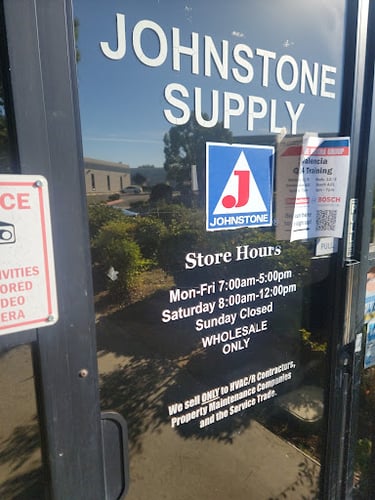 JOHNSTONE
SUPPLY
J
JOHNSTONE
Valencia
Training
BOSCH
PULL
Store Hours
Mon-Fri 7:00am-5:00pm
Saturday 8:00am-12:00pm
Sunday Closed
WHOLESALE
ONLY
We sell ONLY to HVAC/R Contractors,
Property Maintenance Companies
and the Service Trade.
CE
IVITIES
ORED
DEO
ERA